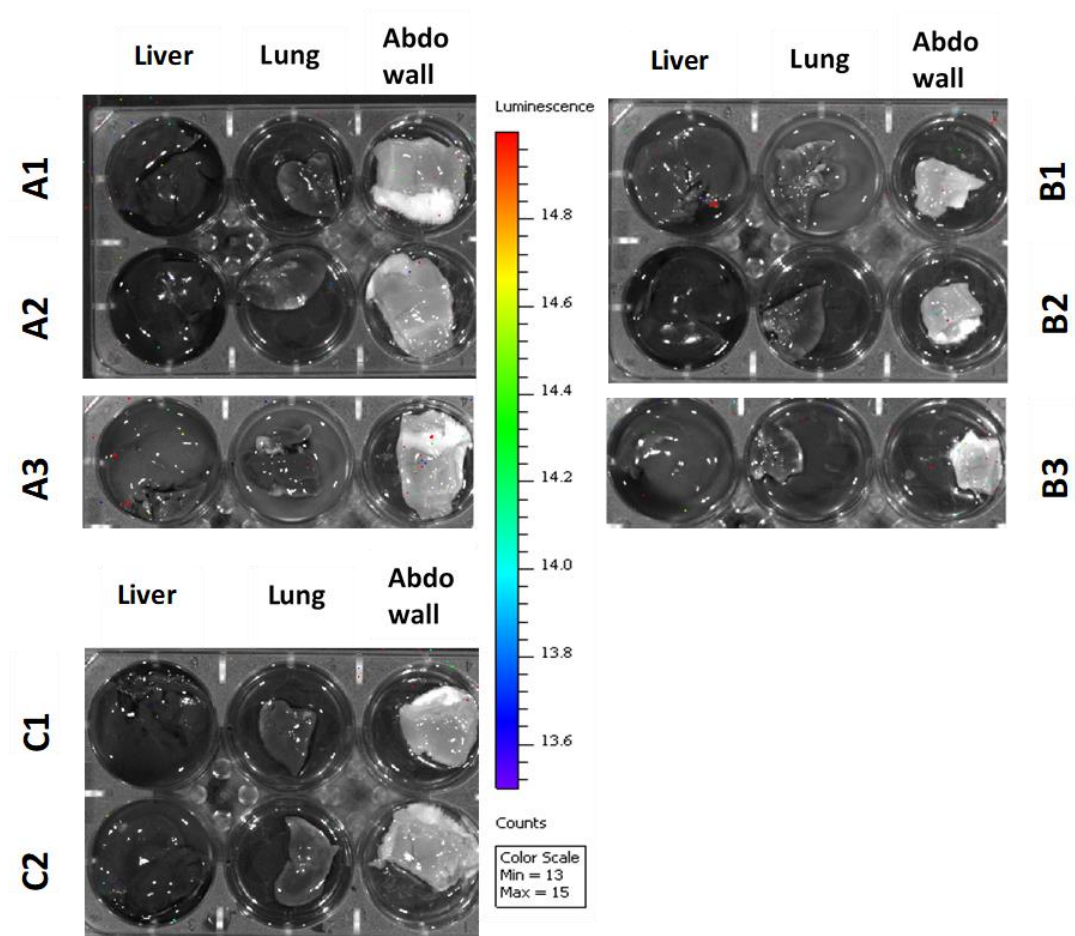 Liver
Lung
Abdo
wall
Liver
Lung
Abdo
wall
A1
A2
A3
Luminescence
14.8
14.6
14.4
14.2
14.0
13.8
13.6
Counts
Color Scale
Min = 13
Max = 15
B1
B2
B3
Liver
Lung
Abdo
wall
C1
C2